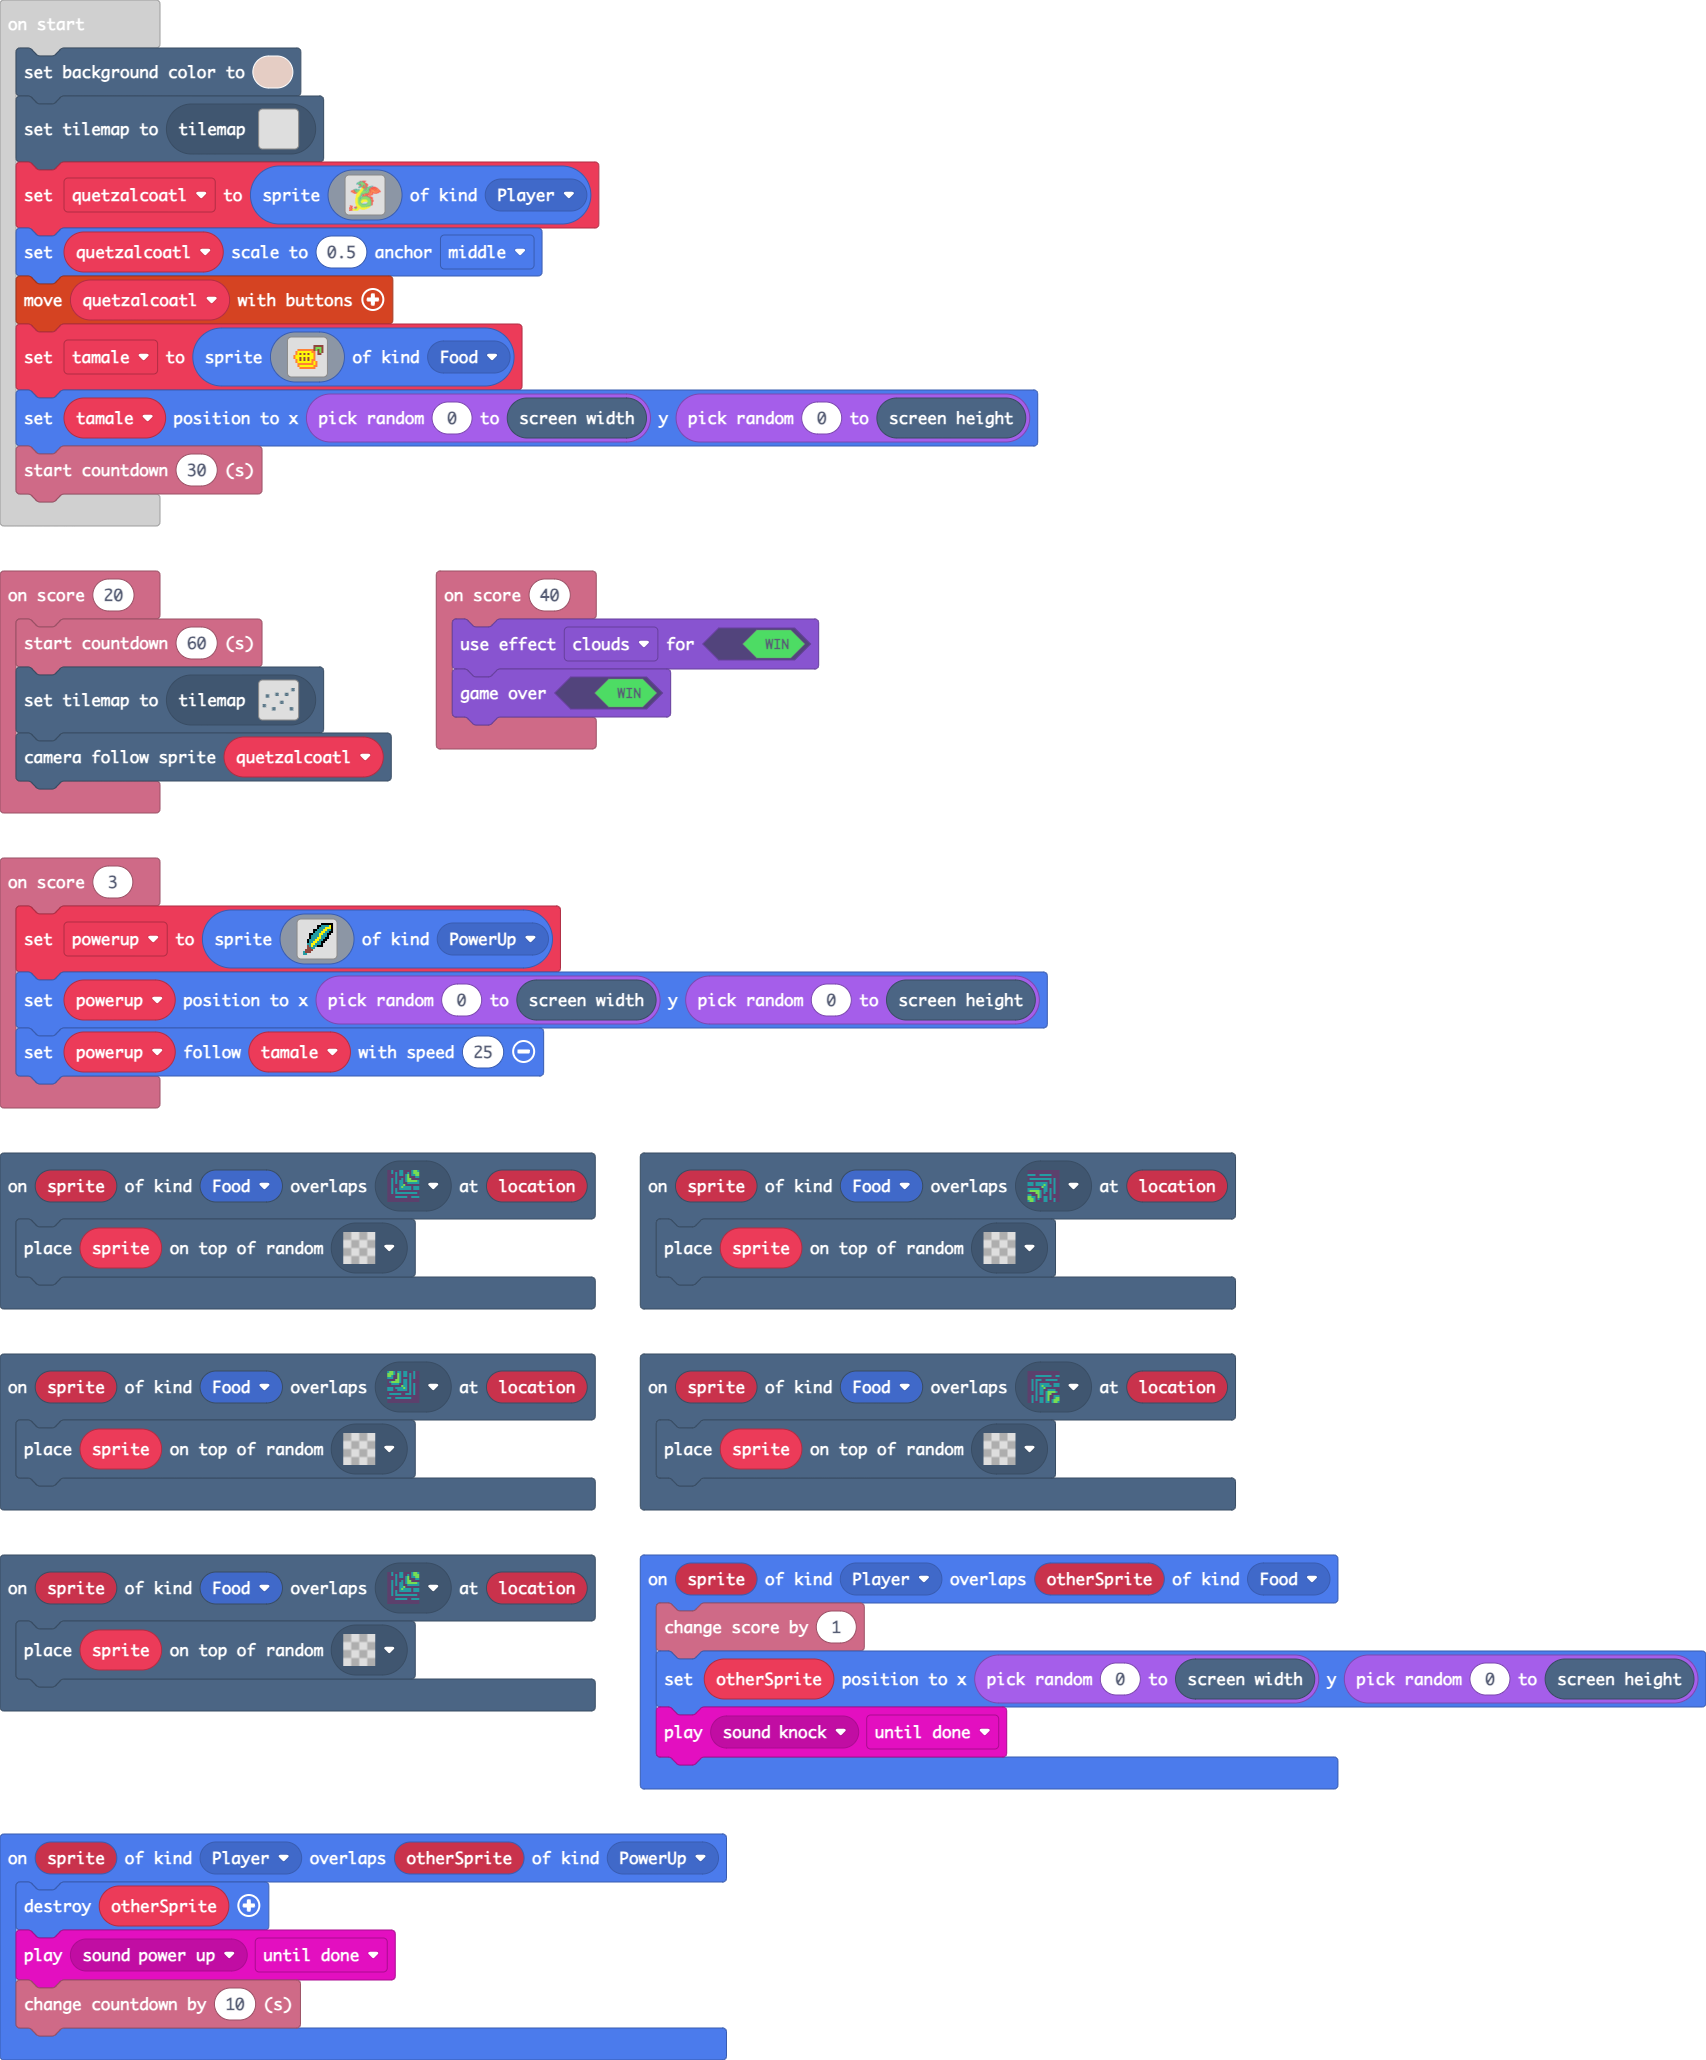 on start
set background color to
set tilemap to tilemap
set quetzalcoatl to sprite of kind Player
set quetzalcoatl scale to 0.5 anchor middle
move quetzalcoatl with buttons
set tamale to sprite of kind Food
set tamale position to x pick random 0 to screen width y pick random 0 to screen height
start countdown 30 (s)
on score 20
start countdown 60 (s)
set tilemap to tilemap
camera follow sprite quetzalcoatl
on score 40
use effect clouds for WIN
game over WIN
on score 3
set powerup to sprite of kind PowerUp
set powerup position to x pick random 0 to screen width y pick random 0 to screen height
set powerup follow tamale with speed 25
on sprite of kind Food overlaps at location
place sprite on top of random
on sprite of kind Food overlaps at location
place sprite on top of random
on sprite of kind Food overlaps at location
place sprite on top of random
on sprite of kind Food overlaps at location
place sprite on top of random
on sprite of kind Food overlaps at location
place sprite on top of random
on sprite of kind Player overlaps otherSprite of kind Food
change score by 1
set otherSprite position to x pick random 0 to screen width y pick random 0 to screen height
play sound knock until done
on sprite of kind Player overlaps otherSprite of kind PowerUp
destroy otherSprite
play sound power up until done
change countdown by 10 (s)